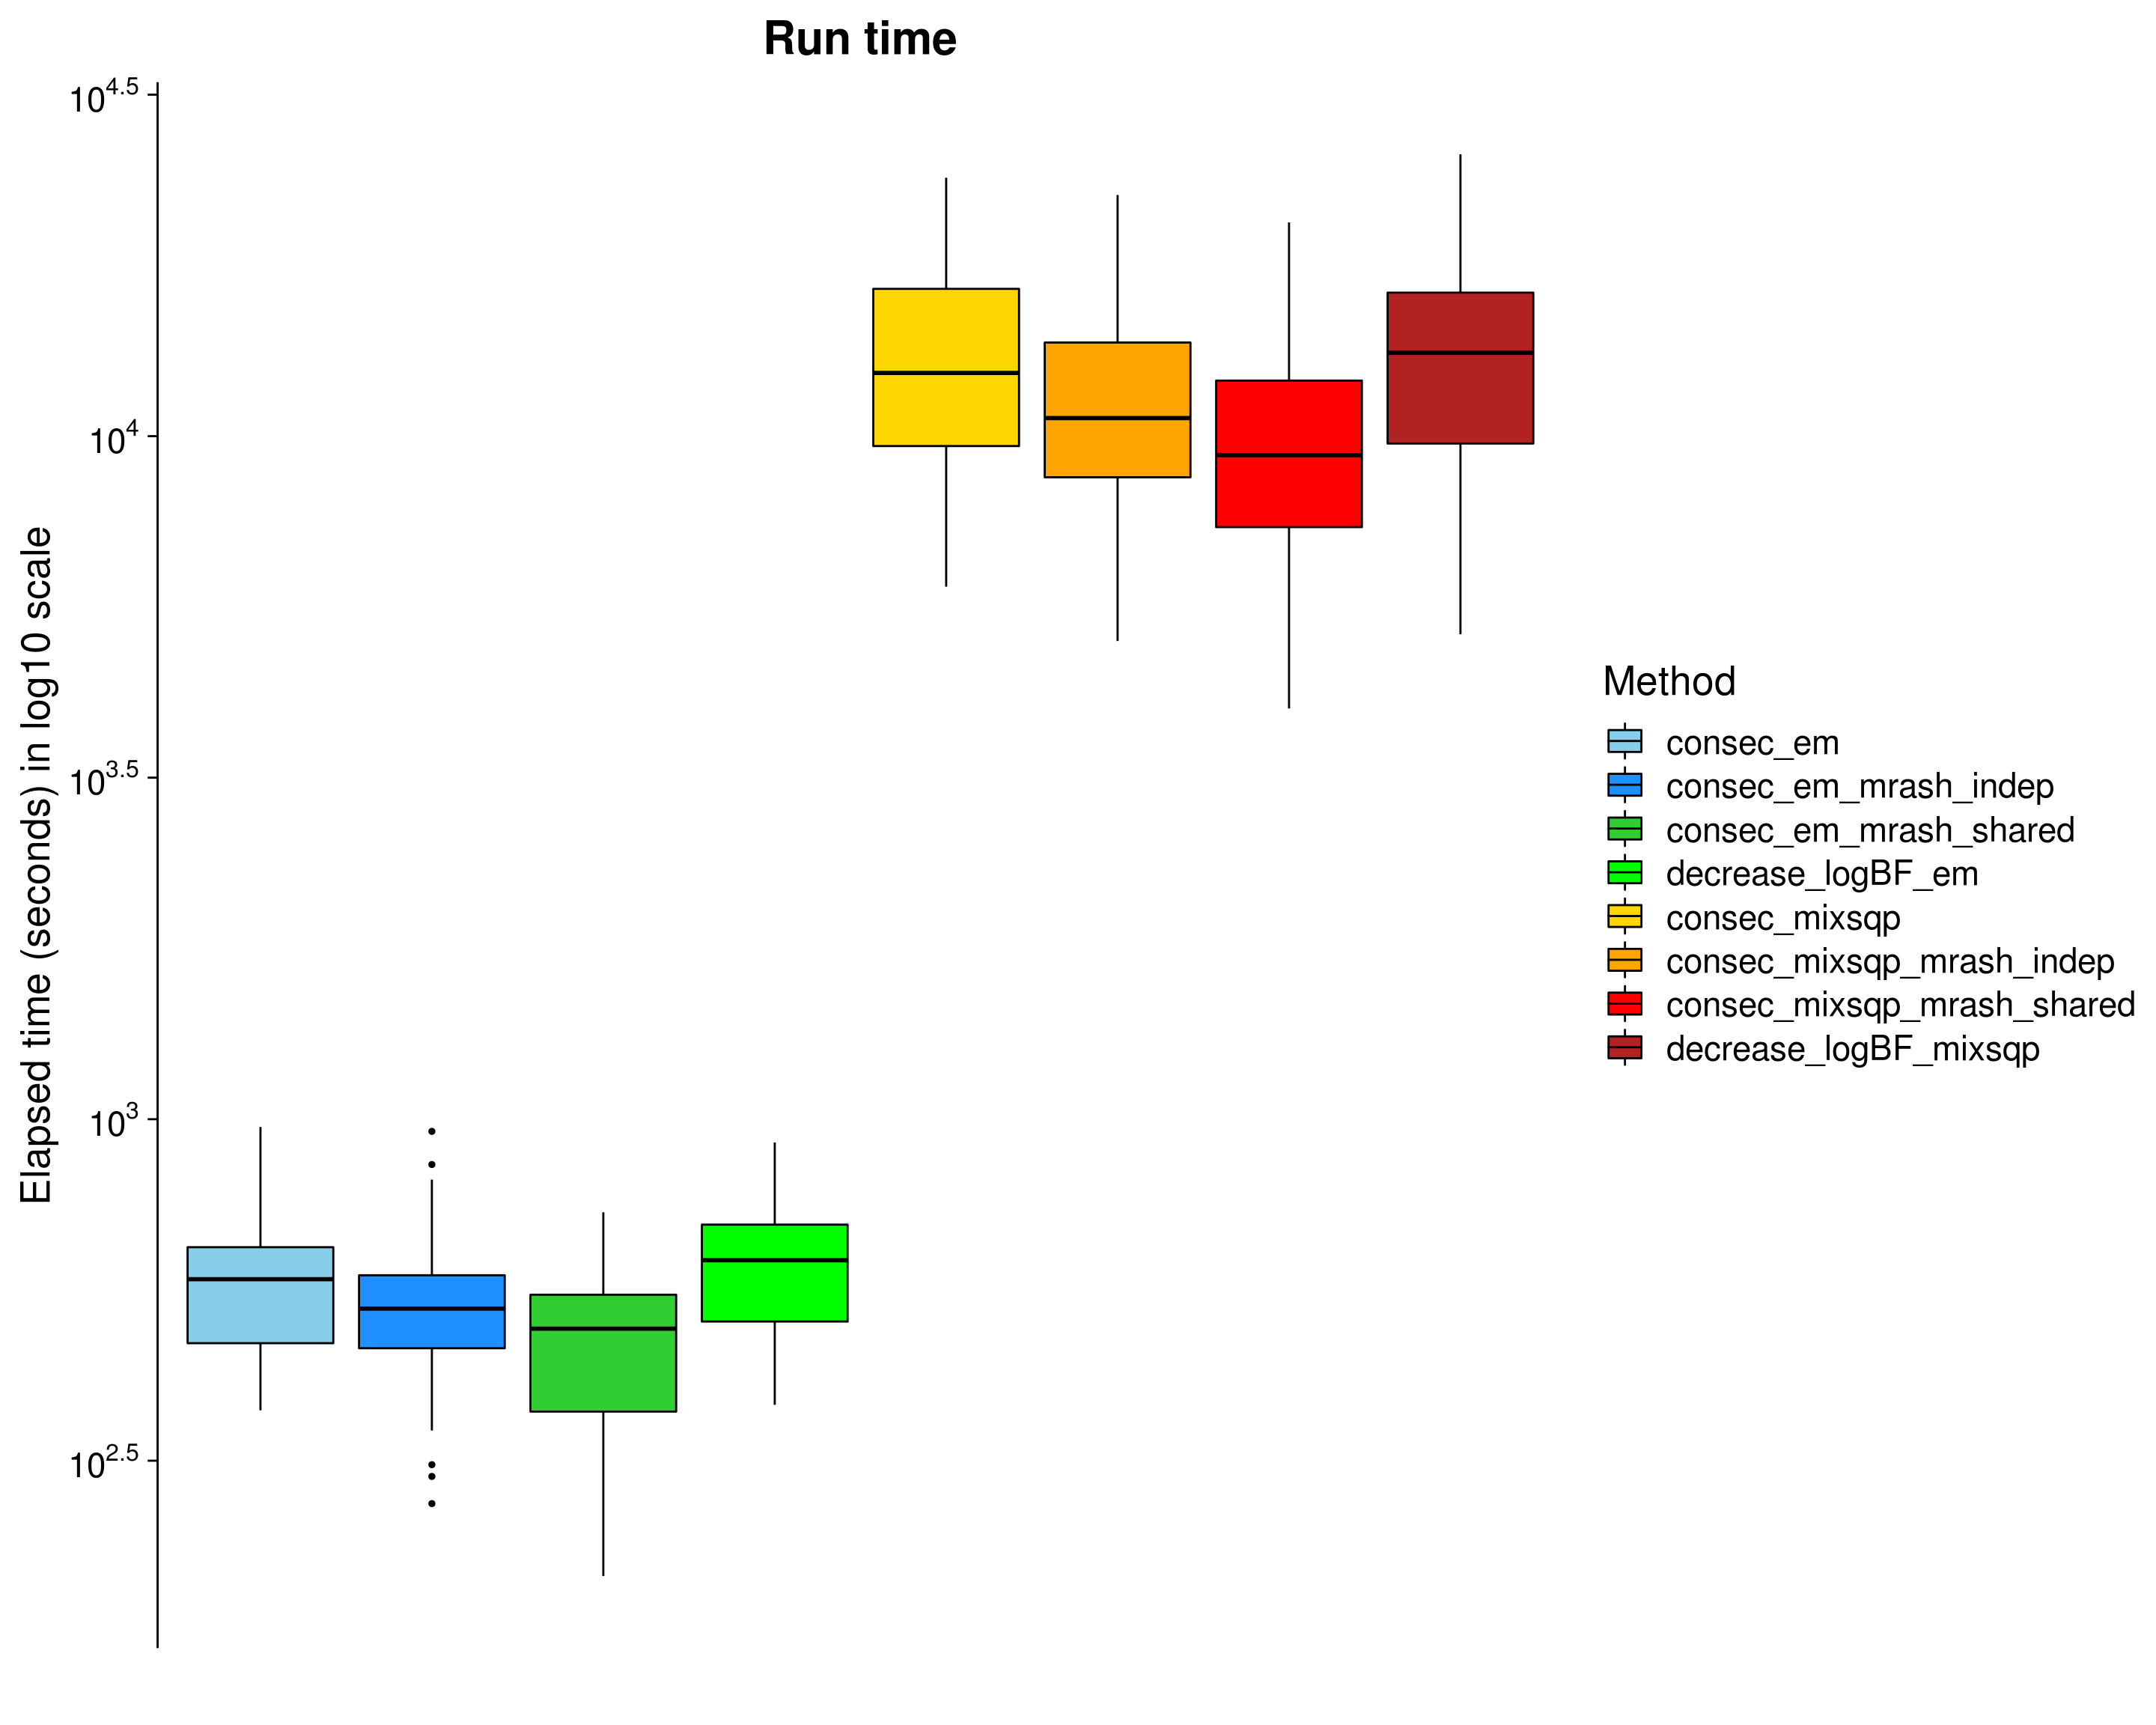 Run time
Elapsed time (seconds) in log10 scale
10^4.5
10^4
10^3.5
10^3
10^2.5
Method
consec_em
consec_em_mrash_indep
consec_em_mrash_shared
decrease_logBF_em
consec_mixsqp
consec_mixsqp_mrash_indep
consec_mixsqp_mrash_shared
decrease_logBF_mixsqp